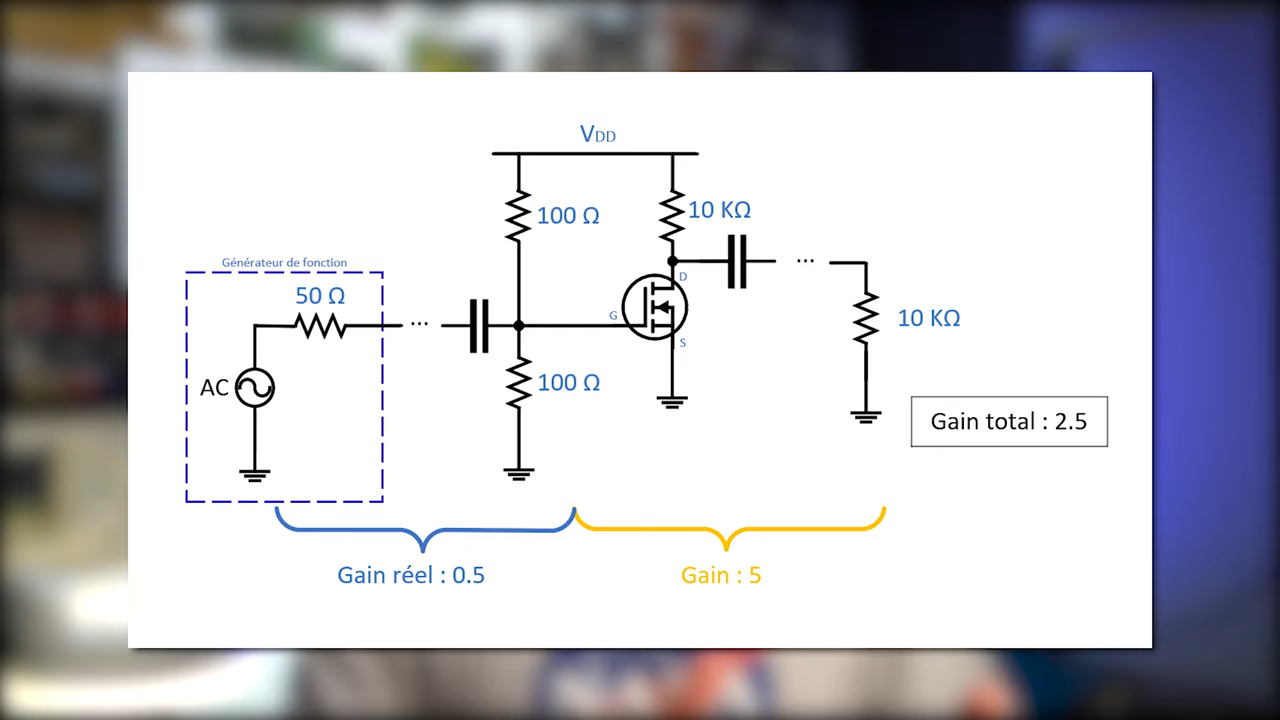 VDD
100 Ω
10 KΩ
Générateur de fonction
50 Ω
...
...
D
G
S
AC
100 Ω
10 KΩ
Gain total : 2.5
Gain réel : 0.5
Gain : 5